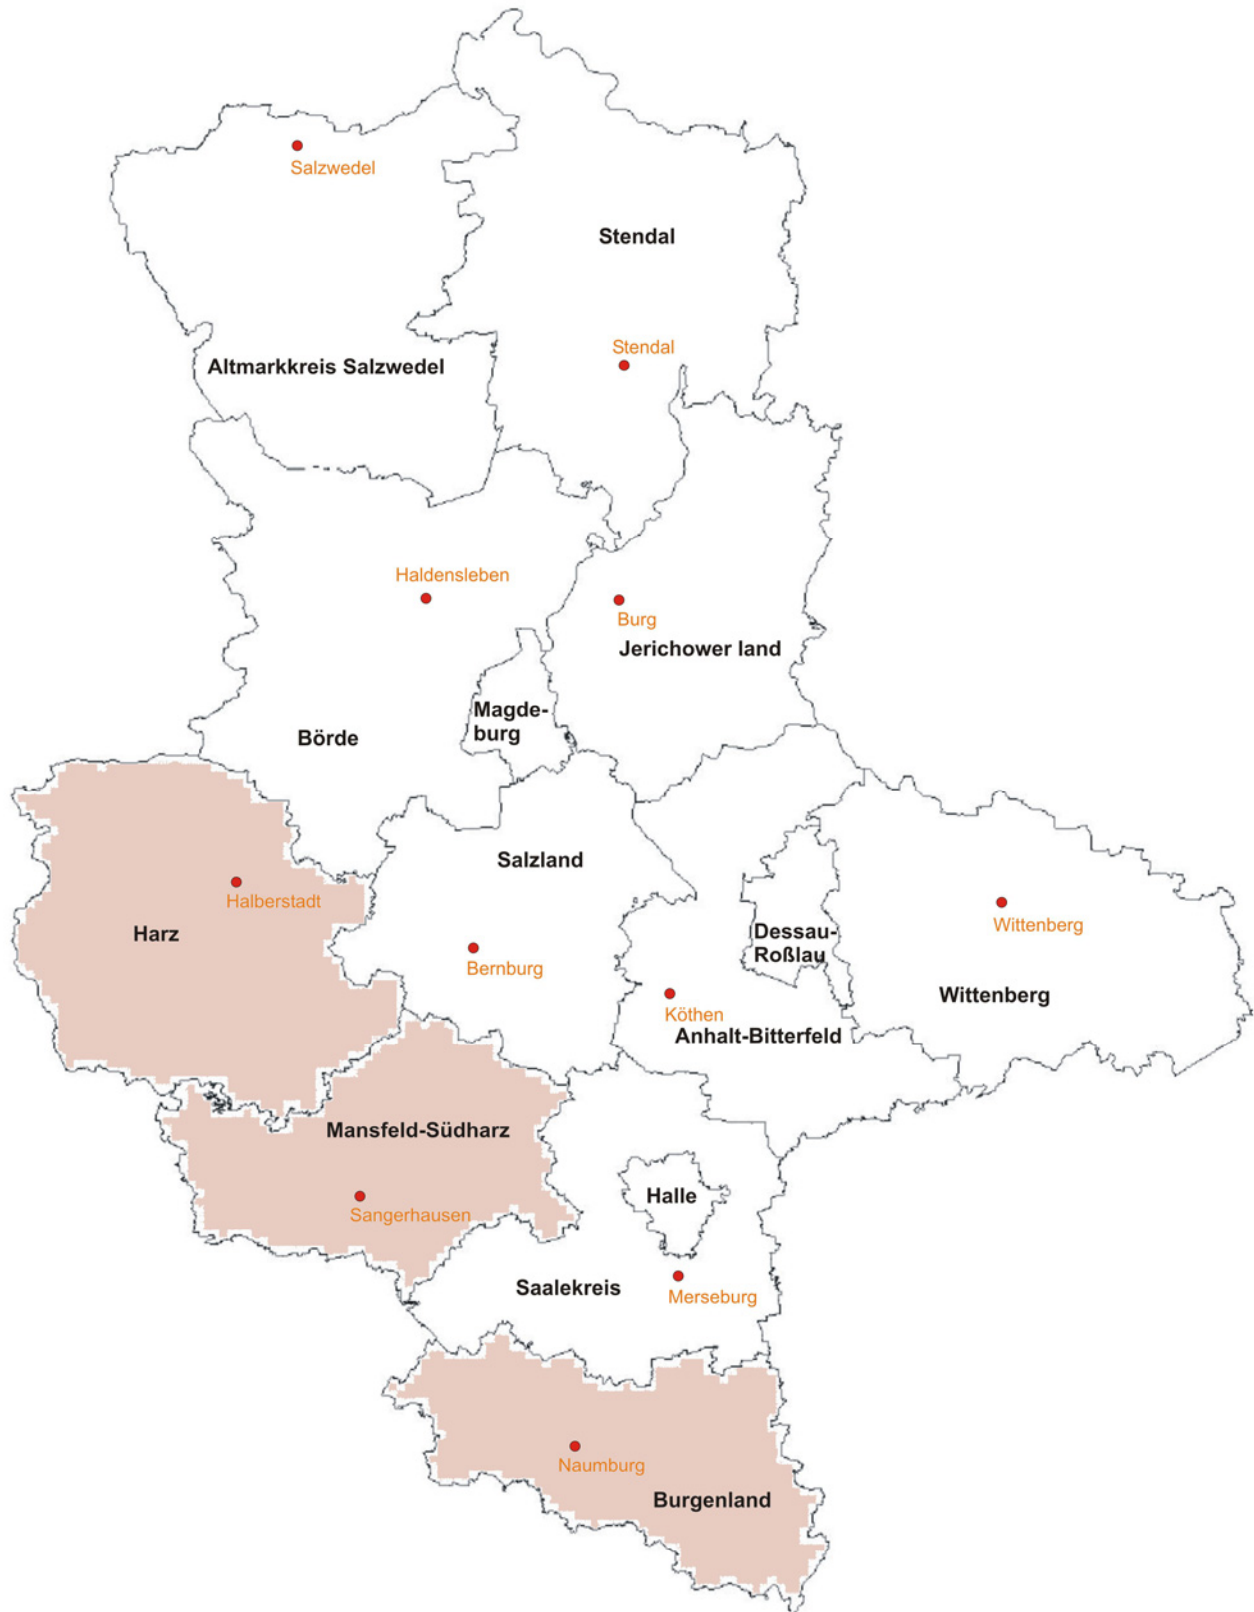 Salzwedel
Stendal
Stendal
Altmarkkreis Salzwedel
Haldensleben
Burg
Jerichower land
Magde-
burg
Börde
Salzland
Halberstadt
Harz
Bernburg
Dessau-
Roßlau
Wittenberg
Wittenberg
Köthen
Anhalt-Bitterfeld
Mansfeld-Südharz
Sangerhausen
Halle
Saalekreis
Merseburg
Naumburg
Burgenland